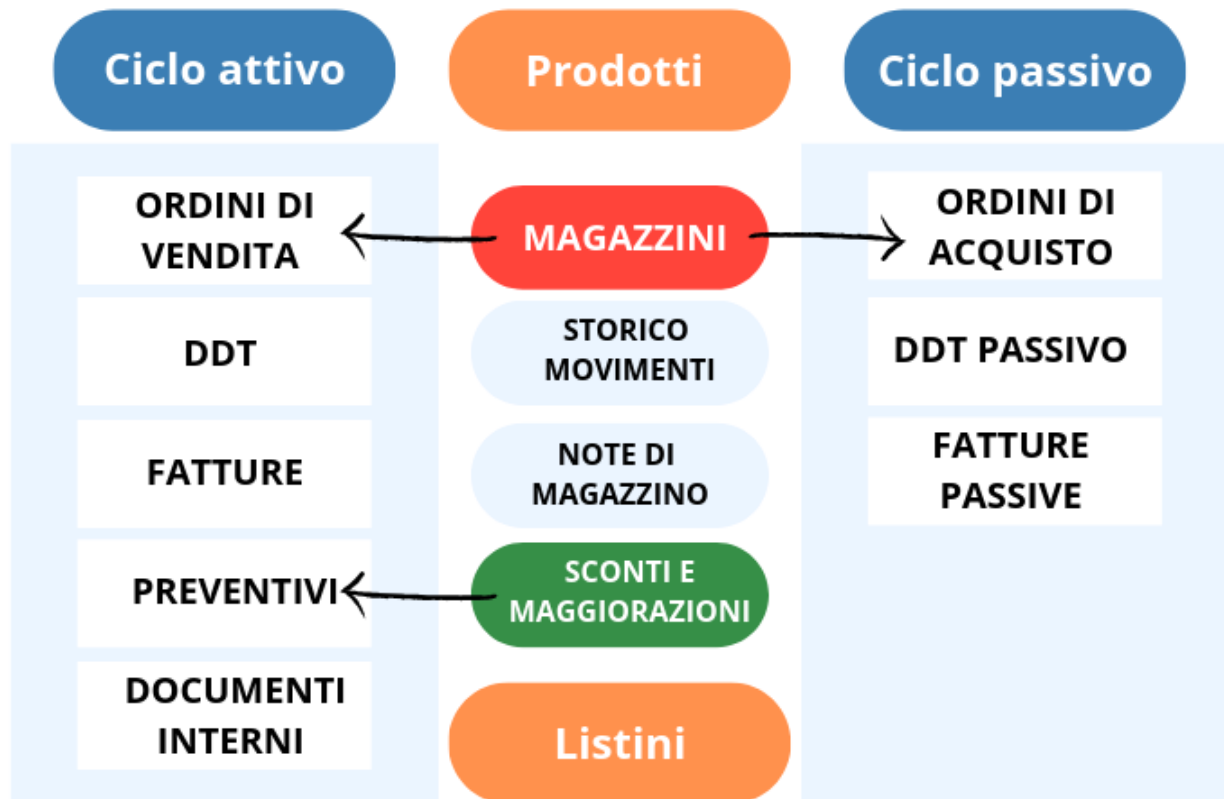 Ciclo attivo
ORDINI DI
VENDITA
DDT
FATTURE
PREVENTIVI
DOCUMENTI
INTERNI
Prodotti
MAGAZZINI
STORICO
MOVIMENTI
NOTE DI
MAGAZZINO
SCONTI E
MAGGIORAZIONI
Listini
Ciclo passivo
ORDINI DI
ACQUISTO
DDT PASSIVO
FATTURE
PASSIVE